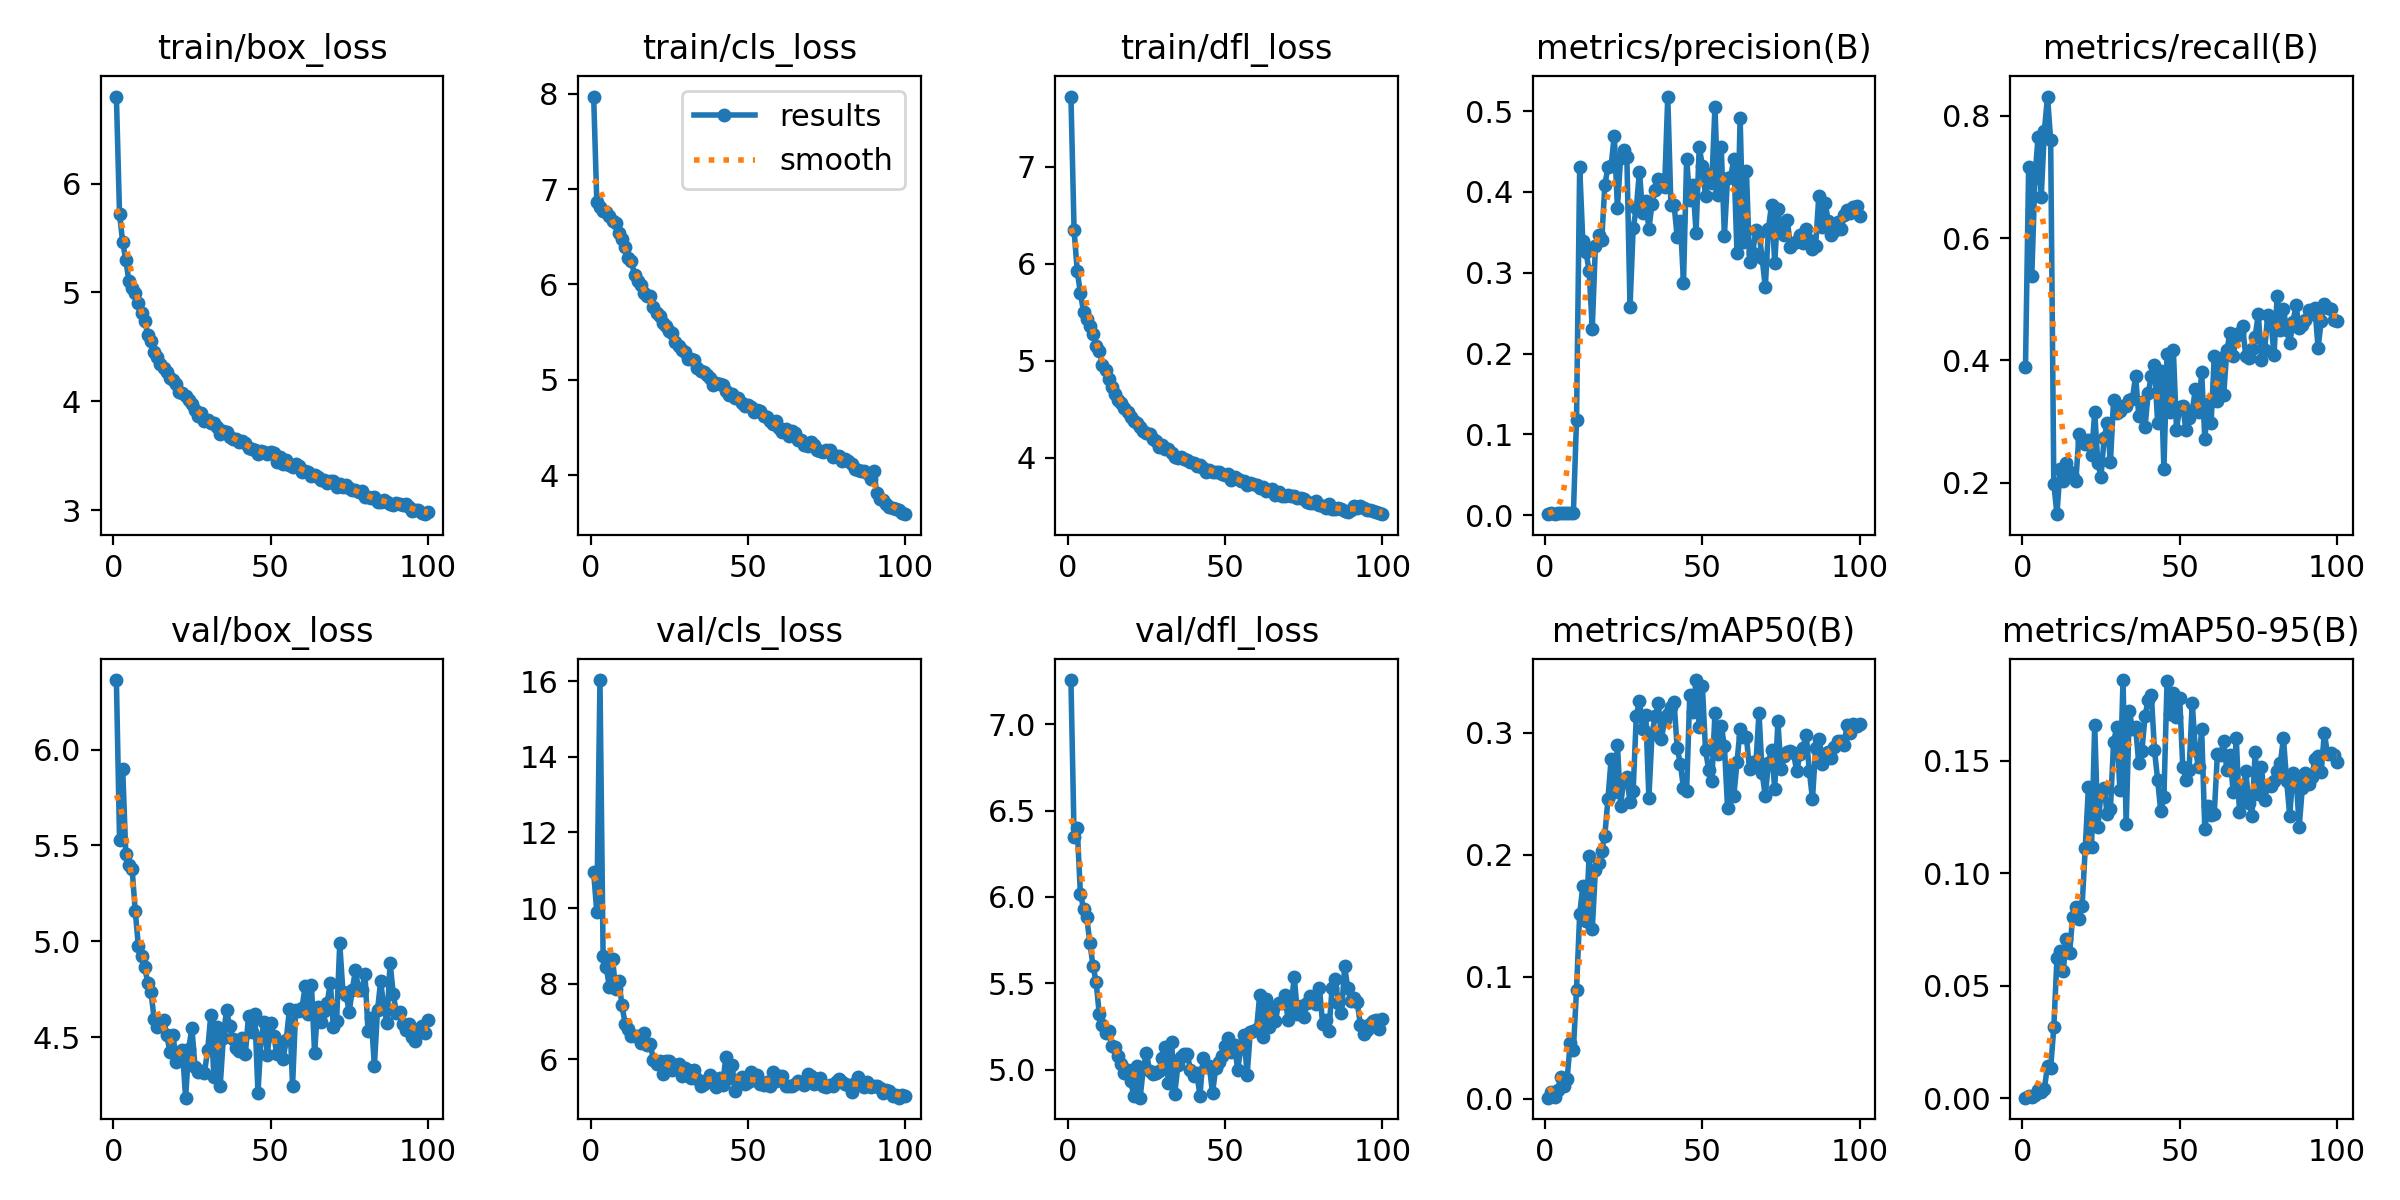 train/box_loss
6
5
4
3
0 50 100
train/cls_loss
results
smooth
8
7
6
5
4
0 50 100
train/dfl_loss
7
6
5
4
0 50 100
metrics/precision(B)
0.5
0.4
0.3
0.2
0.1
0.0
0 50 100
metrics/recall(B)
0.8
0.6
0.4
0.2
0 50 100
val/box_loss
6.0
5.5
5.0
4.5
0 50 100
val/cls_loss
16
14
12
10
8
6
0 50 100
val/dfl_loss
7.0
6.5
6.0
5.5
5.0
0 50 100
metrics/mAP50(B)
0.3
0.2
0.1
0.0
0 50 100
metrics/mAP50-95(B)
0.15
0.10
0.05
0.00
0 50 100